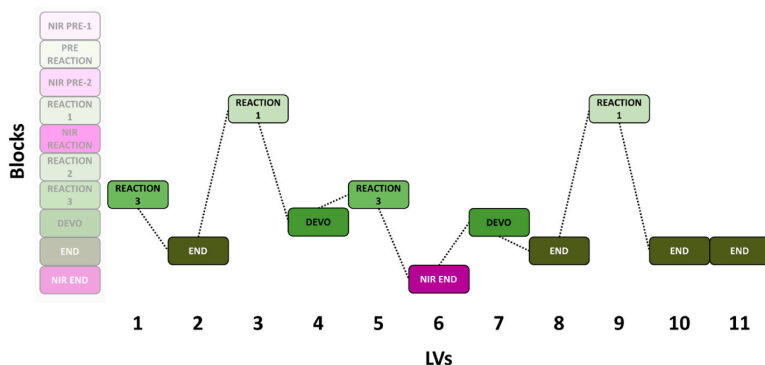 NIR PRE-1
PRE
REACTION
NIR PRE-2
REACTION
1
NIR
REACTION
REACTION
2
REACTION
3
DEVO
END
NIR END
Blocks
REACTION
3
END
REACTION
1
DEVO
REACTION
3
NIR END
DEVO
END
REACTION
1
END
END
1 2 3 4 5 6 7 8 9 10 11
LVs